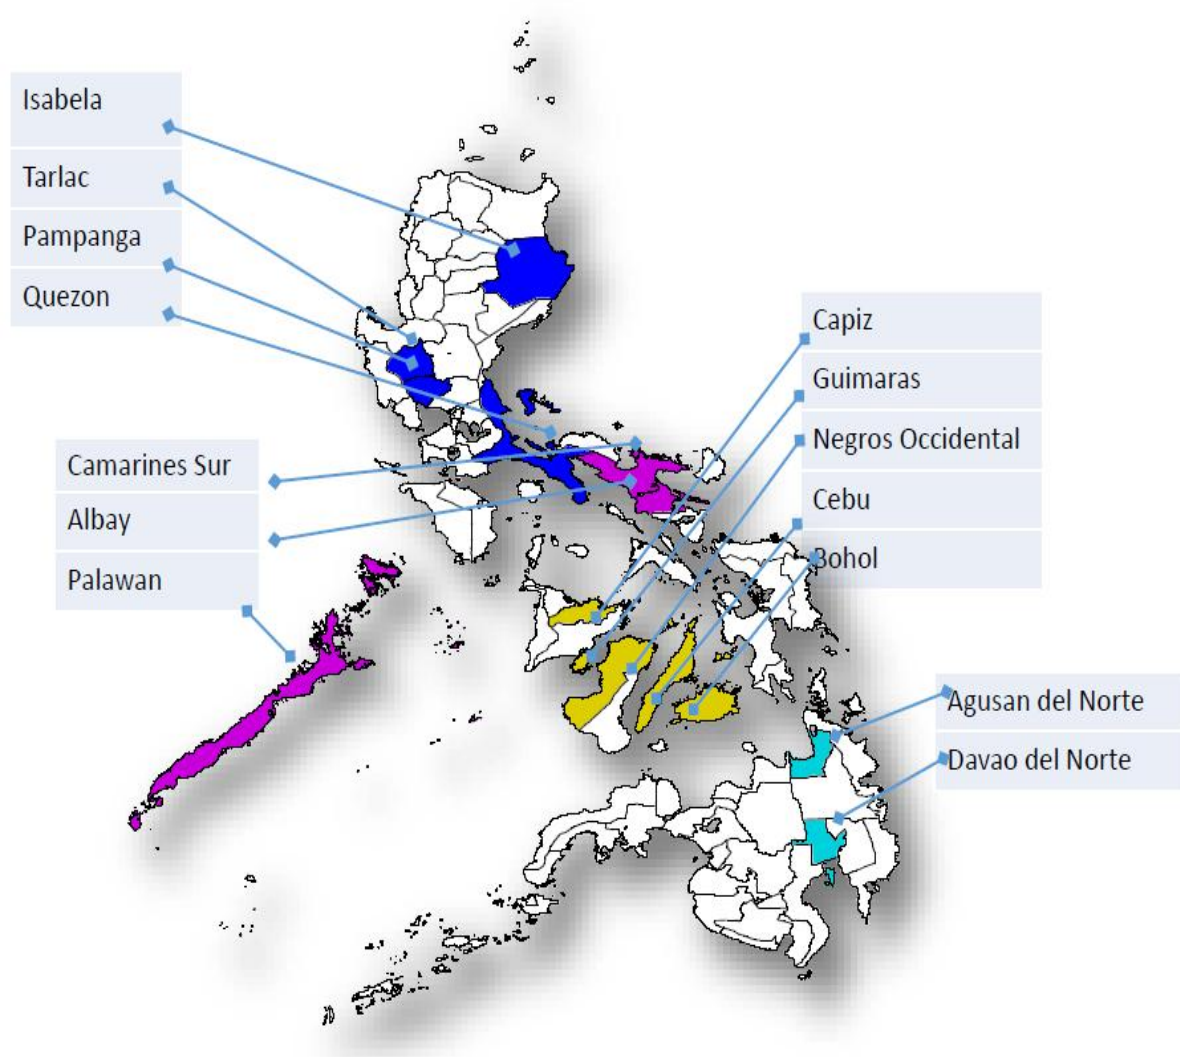 Isabela
Tarlac
Pampanga
Quezon
Camarines Sur
Albay
Palawan
Capiz
Guimaras
Negros Occidental
Cebu
Bohol
Agusan del Norte
Davao del Norte